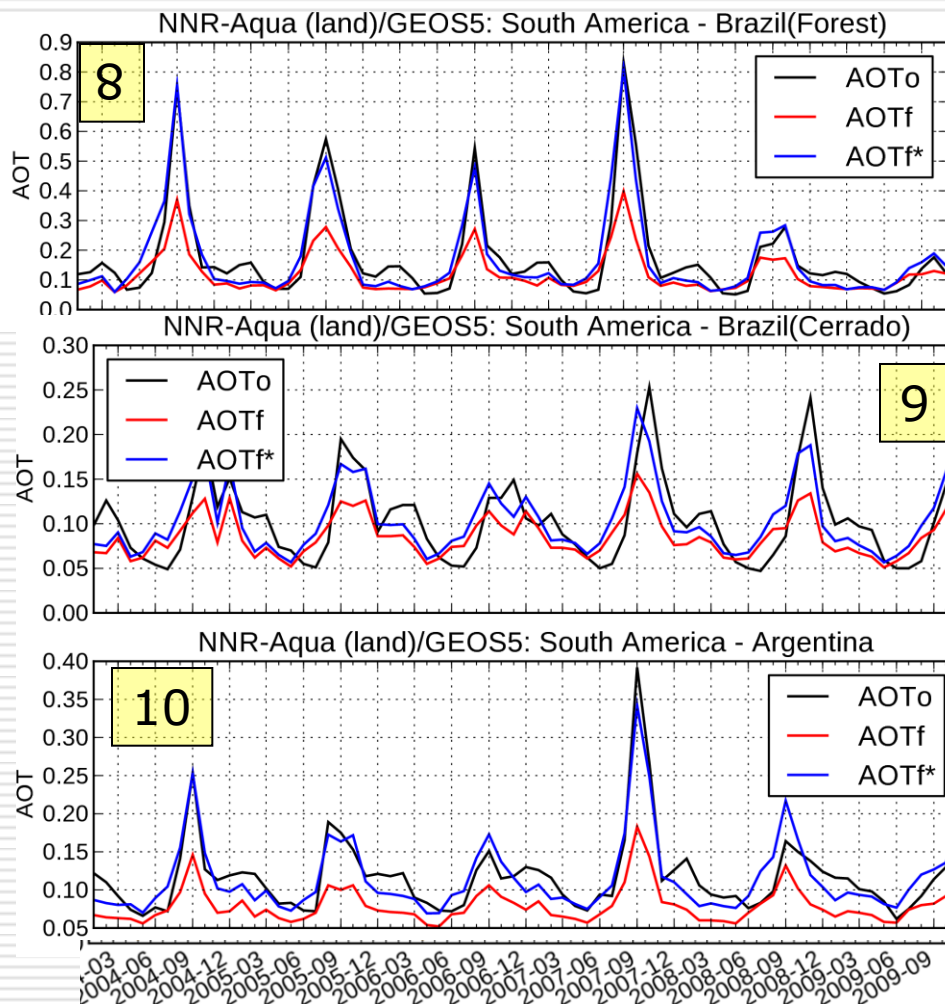 NNR-Aqua (land)/GEOS5: South America - Brazil(Forest)
0.9
0.8
0.7
0.6
0.5
0.4
0.3
0.2
0.1
0.0
AOT
8
AOTo
AOTf
AOTf*
NNR-Aqua (land)/GEOS5: South America - Brazil(Cerrado)
0.30
0.25
0.20
0.15
0.10
0.05
0.00
AOT
AOTo
AOTf
AOTf*
9
NNR-Aqua (land)/GEOS5: South America - Argentina
0.40
0.35
0.30
0.25
0.20
0.15
0.10
0.05
AOT
10
AOTo
AOTf
AOTf*
-03 2004-06 2004-09 2004-12 2005-03 2005-06 2005-09 2005-12 2006-03 2006-06 2006-09 2006-12 2007-03 2007-06 2007-09 2007-12 2008-03 2008-06 2008-09 2008-12 2009-03 2009-06 2009-09